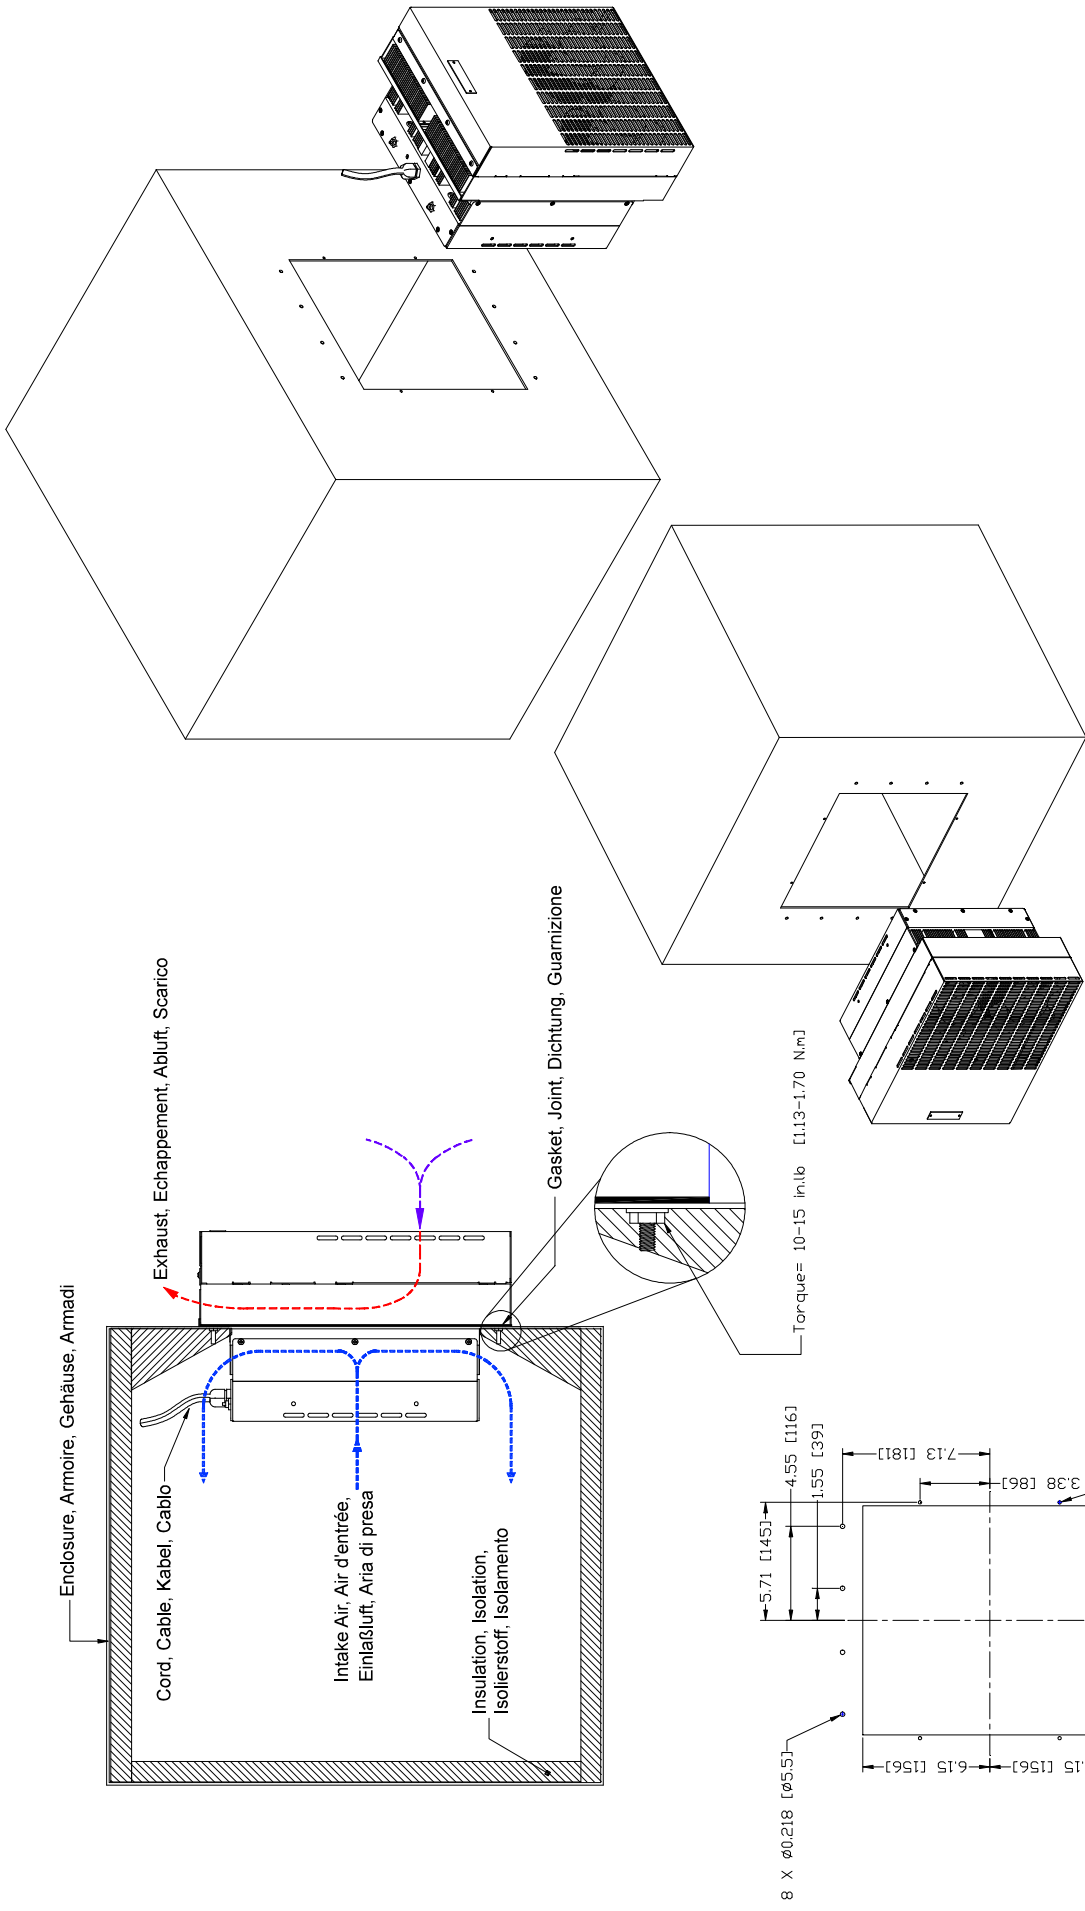 Enclosure, Armoire, Gehäuse, Armadi
Exhaust, Echappement, Abluft, Scarico
Cord, Cable, Kabel, Cablo
Intake Air, Air d'entrée,
Einlaßluft, Aria di presa
Insulation, Isolation,
Isolierstoff, Isolamento
Gasket, Joint, Dichtung, Guarnizione
Torque= 10-15 in.lb [1.13-1.70 N.m]
8 X Ø0.218 [Ø5.5]
5.71 [145]
4.55 [116]
1.55 [39]
7.13 [181]
3.38 [86]
6.15 [156]
.15 [156]